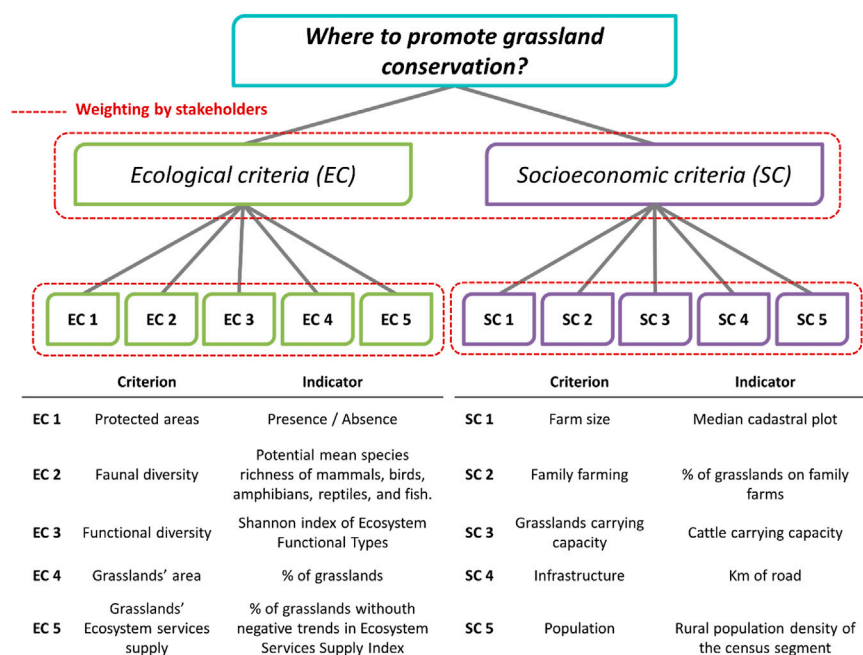 Where to promote grassland
conservation?
Weighting by stakeholders
Ecological criteria (EC)
Socioeconomic criteria (SC)
EC 1
EC 2
EC 3
EC 4
EC 5
SC 1
SC 2
SC 3
SC 4
SC 5
Criterion
Indicator
EC 1
Protected areas
Presence / Absence
EC 2
Faunal diversity
Potential mean species
richness of mammals, birds,
amphibians, reptiles, and fish.
EC 3
Functional diversity
Shannon index of Ecosystem
Functional Types
EC 4
Grasslands' area
% of grasslands
EC 5
Grasslands'
Ecosystem services
supply
% of grasslands withouth
negative trends in Ecosystem
Services Supply Index
Criterion
Indicator
SC 1
Farm size
Median cadastral plot
SC 2
Family farming
% of grasslands on family
farms
SC 3
Grasslands carrying
capacity
Cattle carrying capacity
SC 4
Infrastructure
Km of road
SC 5
Population
Rural population density of
the census segment